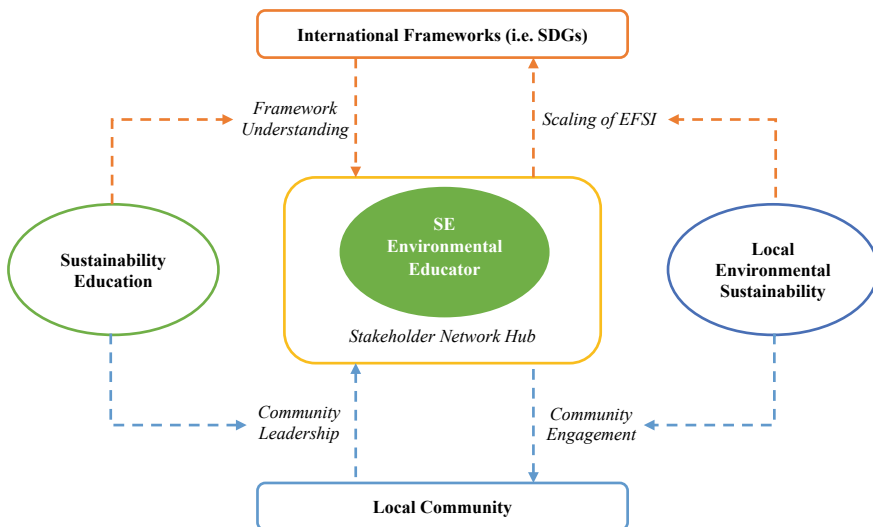 International Frameworks (i.e. SDGs)
Framework
Understanding
Scaling of EFSI
SE
Environmental
Educator
Sustainability
Education
Local
Environmental
Sustainability
Stakeholder Network Hub
Community
Leadership
Community
Engagement
Local Community